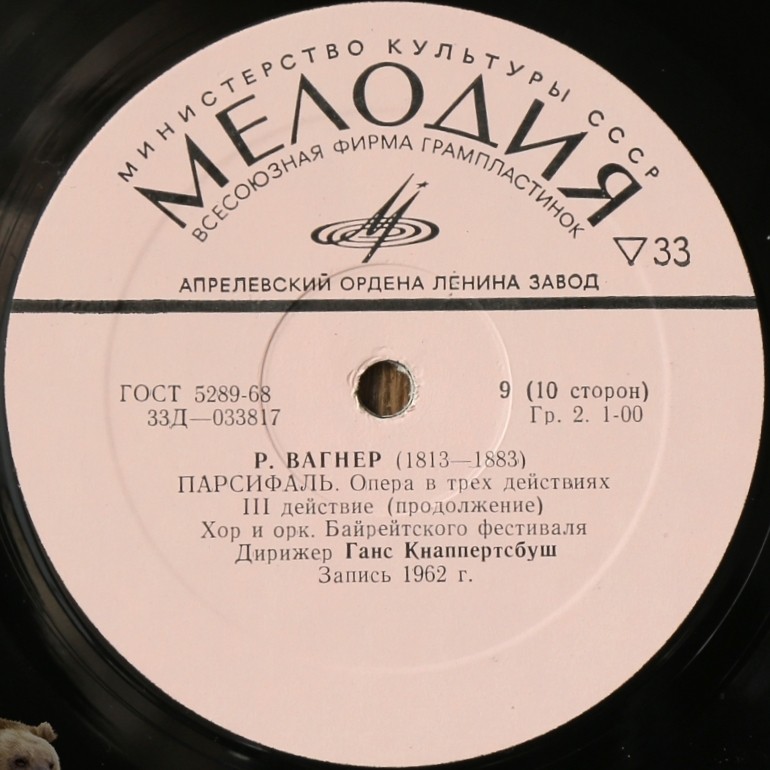 МИНИСТЕРСТВО КУЛЬТУРЫ СССР
МЕЛОДИЯ
ВСЕСОЮЗНАЯ ФИРМА ГРАМПЛАСТИНОК
▽33
АПРЕЛЕВСКИЙ ОРДЕНА ЛЕНИНА ЗАВОД
ГОСТ 5289-68 9 (10 сторон)
33Д—033817 Гр. 2. 1-00
Р. ВАГНЕР (1813—1883)
ПАРСИФАЛЬ. Опера в трех действиях
III действие (продолжение)
Хор и орк. Байрейтского фестиваля
Дирижер Ганс Кнаппертсбуш
Запись 1962 г.